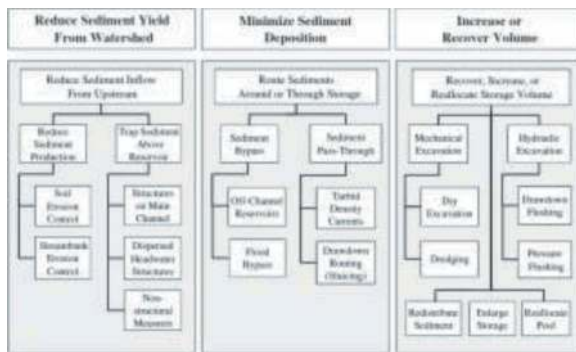 Reduce Sediment Yield
From Watershed
Reduce Sediment Inflow
From Upstream
Reduce
Sediment
Production
Trap Sediment
Above
Reservoir
Soil
Erosion
Control
Streambank
Erosion
Control
Structures
on Main
Channel
Dispersed
Headwater
Structures
Non-
structural
Measures
Minimize Sediment
Deposition
Route Sediments
Around or Through Storage
Sediment
Bypass
Sediment
Pass-Through
Off-Channel
Reservoirs
Flood
Bypass
Turbid
Density
Currents
Drawdown
Routing
(Sluicing)
Increase or
Recover Volume
Recover, Increase, or
Reallocate Storage Volume
Mechanical
Excavation
Hydraulic
Excavation
Dry
Excavation
Dredging
Drawdown
Flushing
Pressure
Flushing
Redistribute
Sediment
Enlarge
Storage
Reallocate
Pool